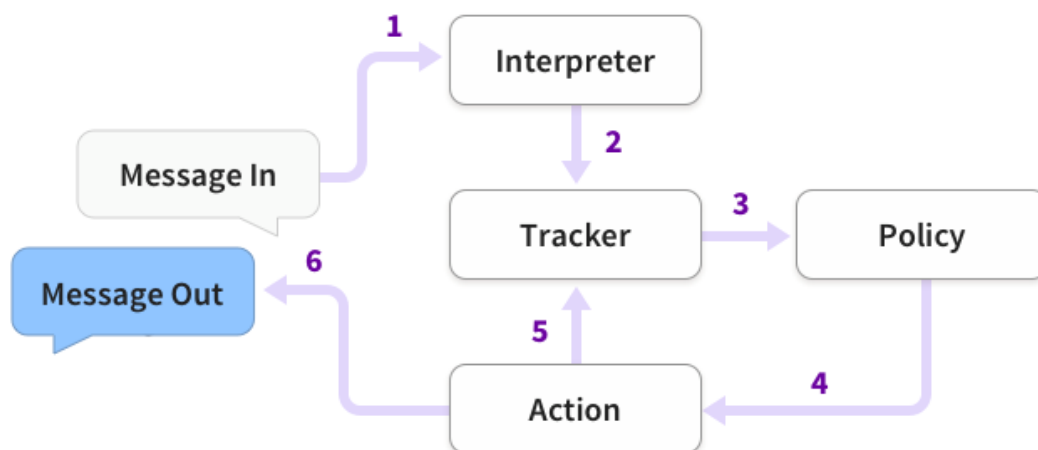 1
Interpreter
2
Message In
Tracker
3
Policy
6
Message Out
5
4
Action